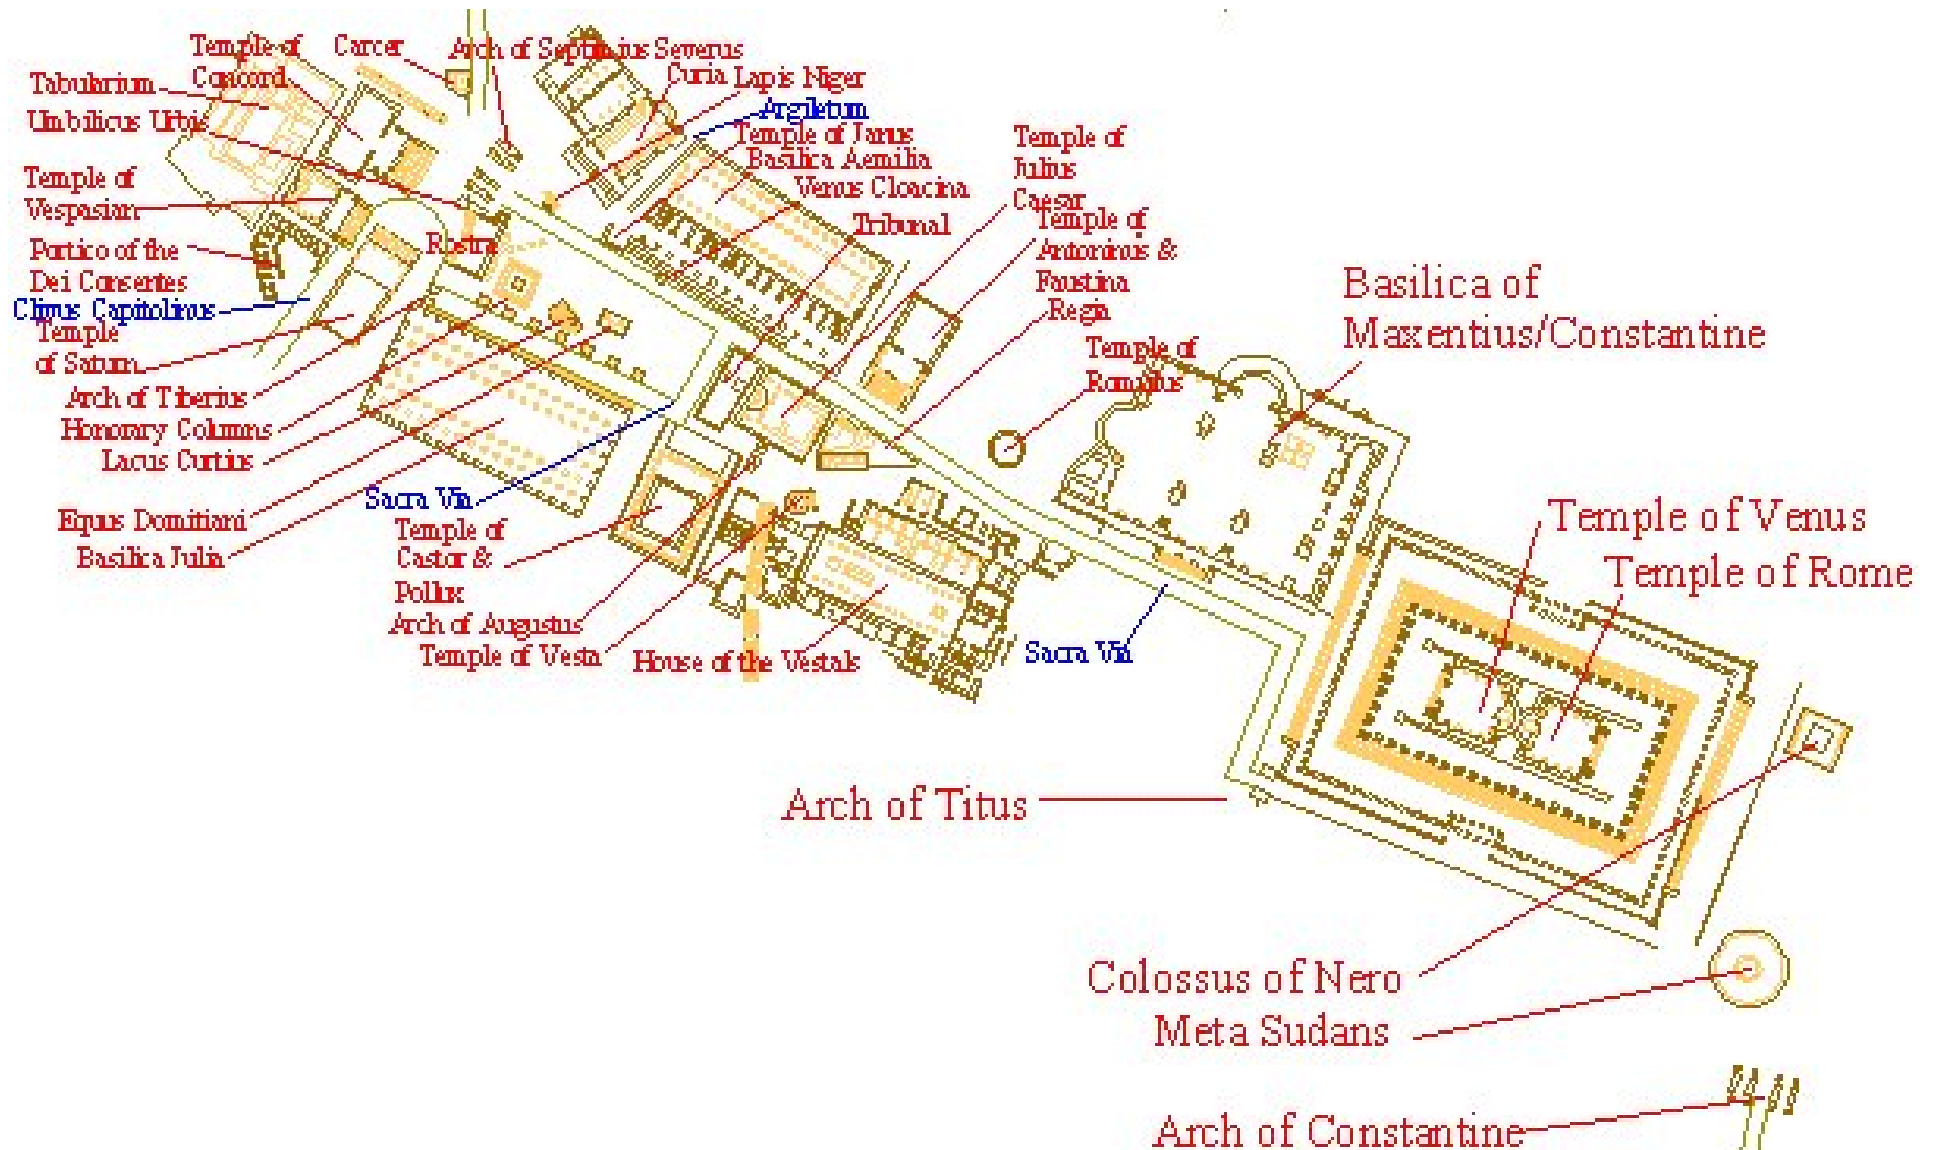 Temple of
Concord
Carcer
Arch of Septimius Severus
Curia
Lapis Niger
Tabularium
Argiletum
Umbilicus Urbis
Temple of Janus
Basilica Aemilia
Temple of
Julius
Caesar
Temple of
Vespasian
Venus Cloacina
Tribunal
Temple of
Antoninus &
Faustina
Rostra
Portico of the
Dei Consentes
Clivus Capitolinus
Regia
Temple
of Saturn
Temple of
Romulus
Basilica of
Maxentius/Constantine
Arch of Tiberius
Honorary Columns
Lacus Curtius
Sacra Via
Equus Domitiani
Basilica Julia
Temple of
Castor &
Pollux
Arch of Augustus
Temple of Vesta
House of the Vestals
Sacra Via
Temple of Venus
Temple of Rome
Arch of Titus
Colossus of Nero
Meta Sudans
Arch of Constantine